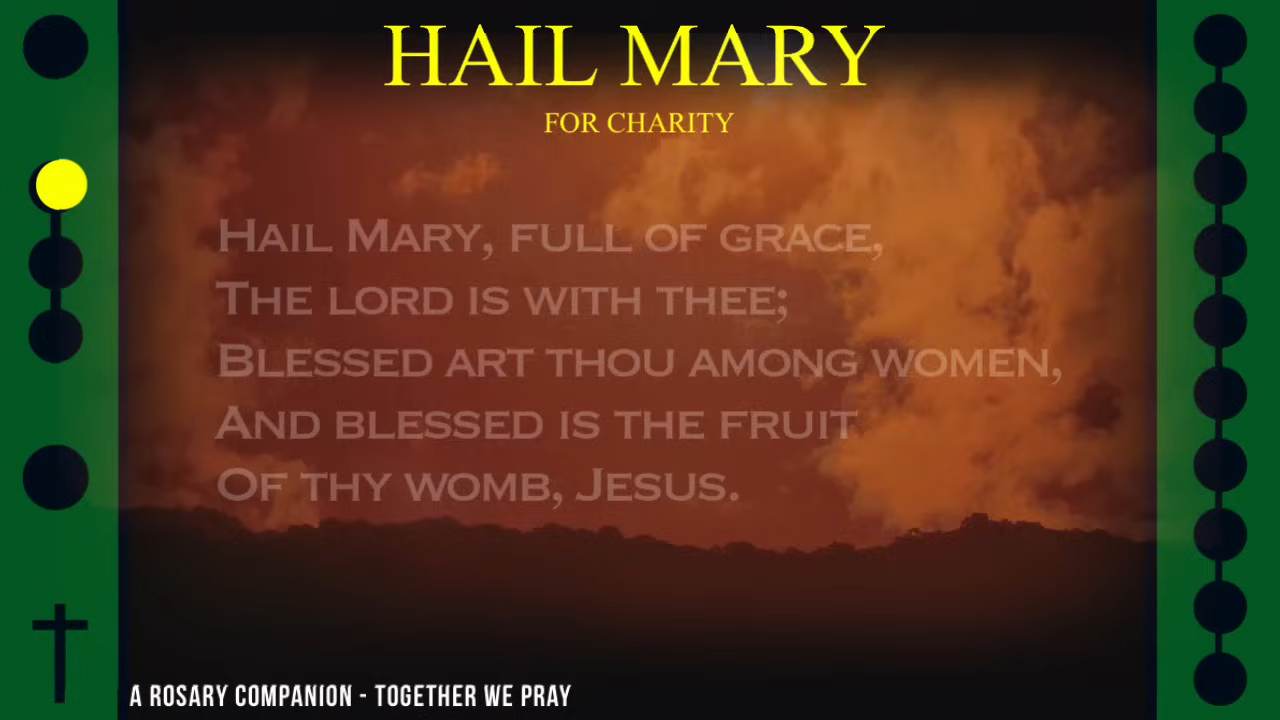 HAIL MARY
FOR CHARITY
HAIL MARY, FULL OF GRACE,
THE LORD IS WITH THEE;
BLESSED ART THOU AMONG WOMEN,
AND BLESSED IS THE FRUIT
OF THY WOMB, JESUS.
A ROSARY COMPANION - TOGETHER WE PRAY